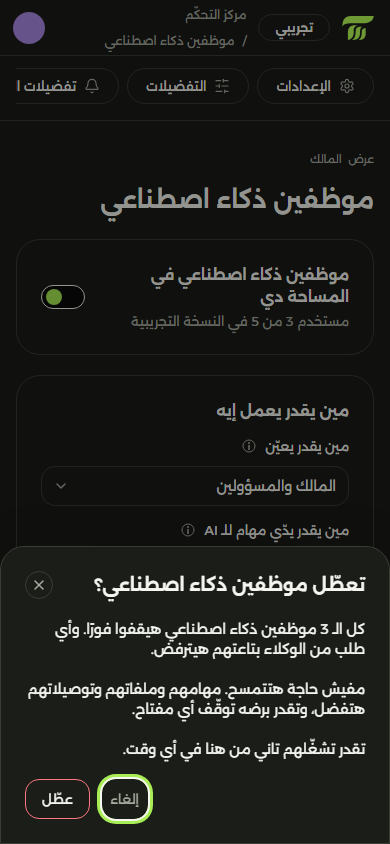 تجريبي
مركز التحكّم
/ موظفين ذكاء اصطناعي
الإعدادات
التفضيلات
تفضيلات ا
عرض المالك
موظفين ذكاء اصطناعي
موظفين ذكاء اصطناعي في
المساحة دي
مستخدم 3 من 5 في النسخة التجريبية
مين يقدر يعمل إيه
مين يقدر يعيّن
المالك والمسؤولين
مين يقدر يدّي مهام للـ AI
تعطّل موظفين ذكاء اصطناعي؟
كل الـ 3 موظفين ذكاء اصطناعي هيقفوا فورًا. وأي
طلب من الوكلاء بتاعتهم هيترفض.
مفيش حاجة هتتمسح. مهامهم وملفاتهم وتوصيلاتهم
هتفضل، وتقدر برضه توقّف أي مفتاح.
تقدر تشغّلهم تاني من هنا في أي وقت.
إلغاء
عطّل